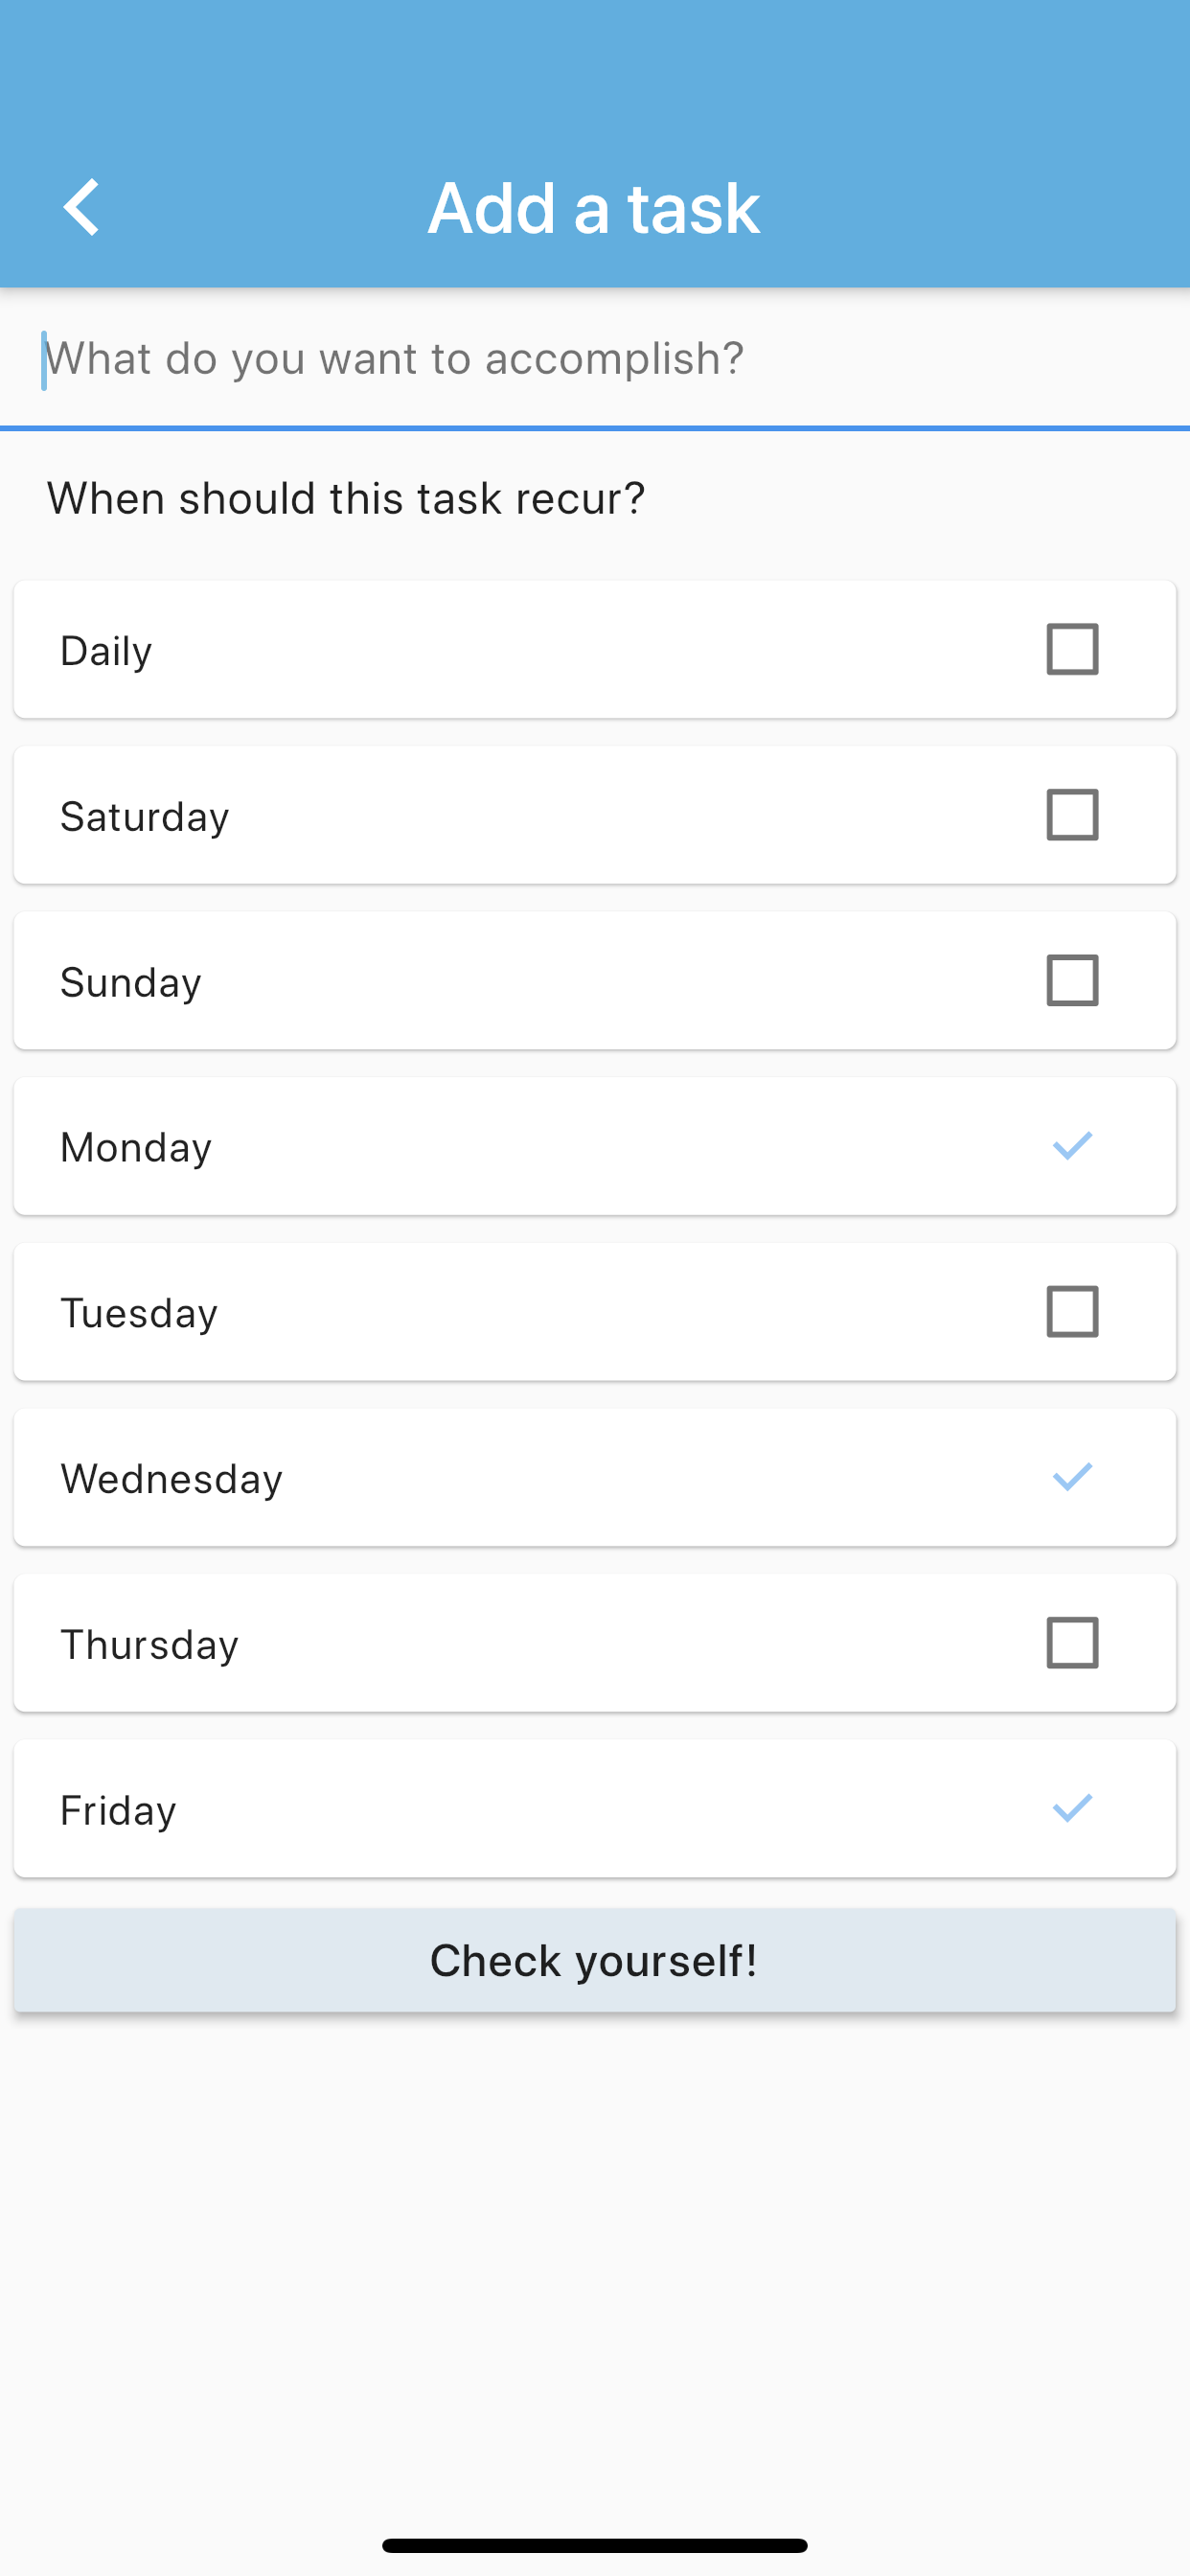 Add a task
What do you want to accomplish?
When should this task recur?
Daily
Saturday
Sunday
Monday
Tuesday
Wednesday
Thursday
Friday
Check yourself!